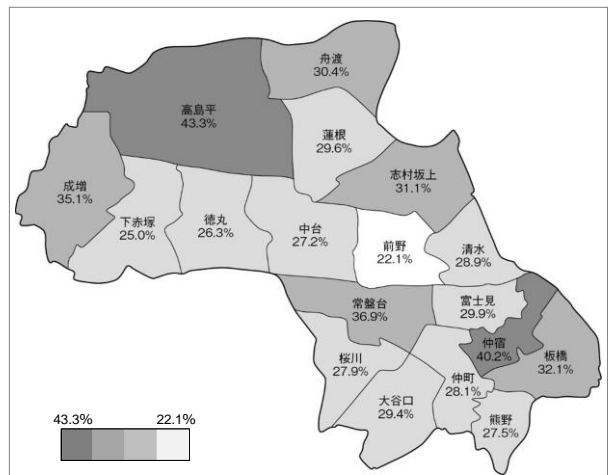 舟渡
30.4%
高島平
43.3%
蓮根
29.6%
志村坂上
31.1%
成増
35.1%
下赤塚
25.0%
徳丸
26.3%
中台
27.2%
前野
22.1%
清水
28.9%
常盤台
36.9%
富士見
29.9%
仲宿
40.2%
板橋
32.1%
桜川
27.9%
仲町
28.1%
大谷口
29.4%
熊野
27.5%
43.3% 22.1%